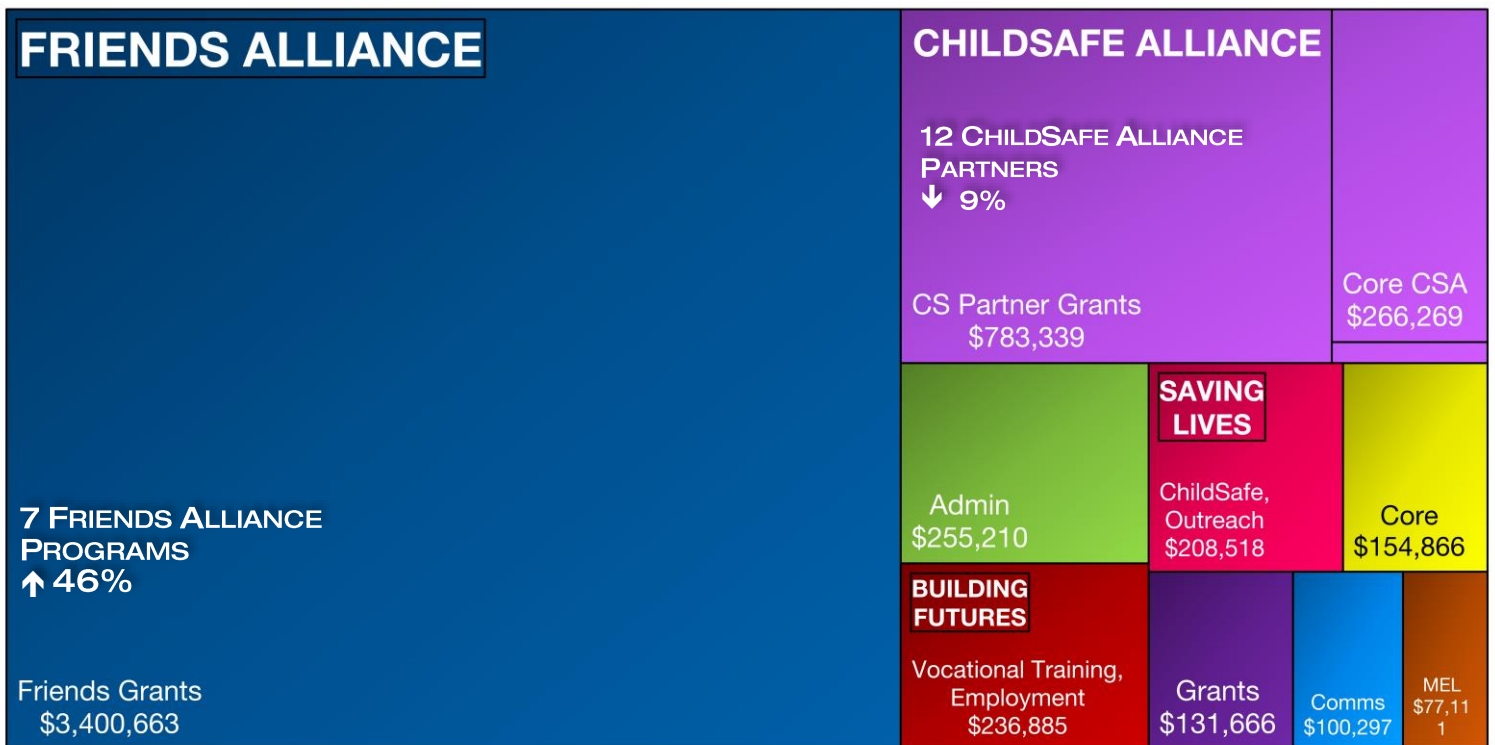 FRIENDS ALLIANCE
7 FRIENDS ALLIANCE
PROGRAMS
↑ 46%
Friends Grants
$3,400,663
CHILDSAFE ALLIANCE
12 CHILDSAFE ALLIANCE
PARTNERS
↓ 9%
CS Partner Grants
$783,339
Core CSA
$266,269
Admin
$255,210
SAVING
LIVES
ChildSafe,
Outreach
$208,518
Core
$154,866
BUILDING
FUTURES
Vocational Training,
Employment
$236,885
Grants
$131,666
Comms
$100,297
MEL
$77,11
1